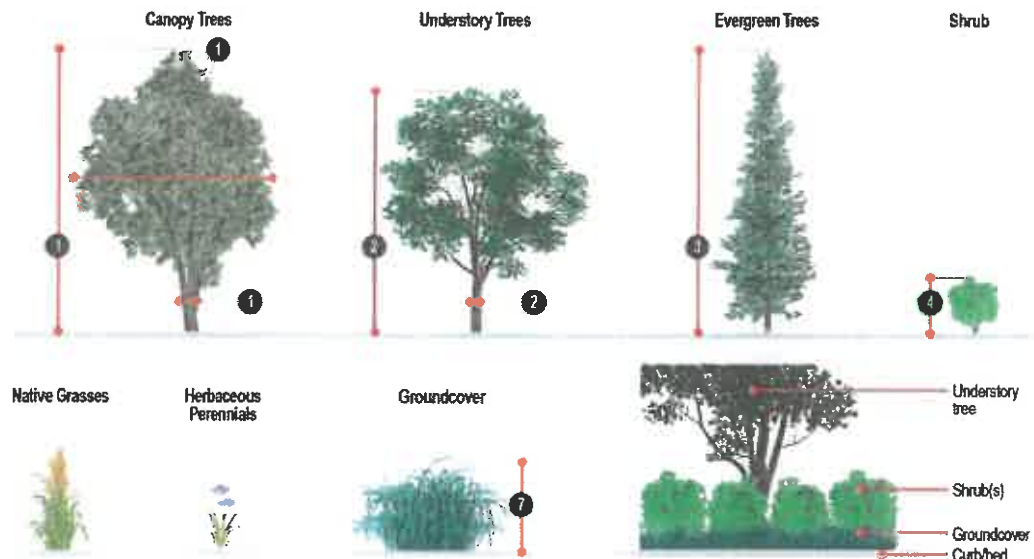 Canopy Trees
Understory Trees
Evergreen Trees
Shrub
1
1
2
3
4
1
2
Native Grasses
Herbaceous
Perennials
Groundcover
7
Understory
tree
Shrub(s)
Groundcover
Curb/bed